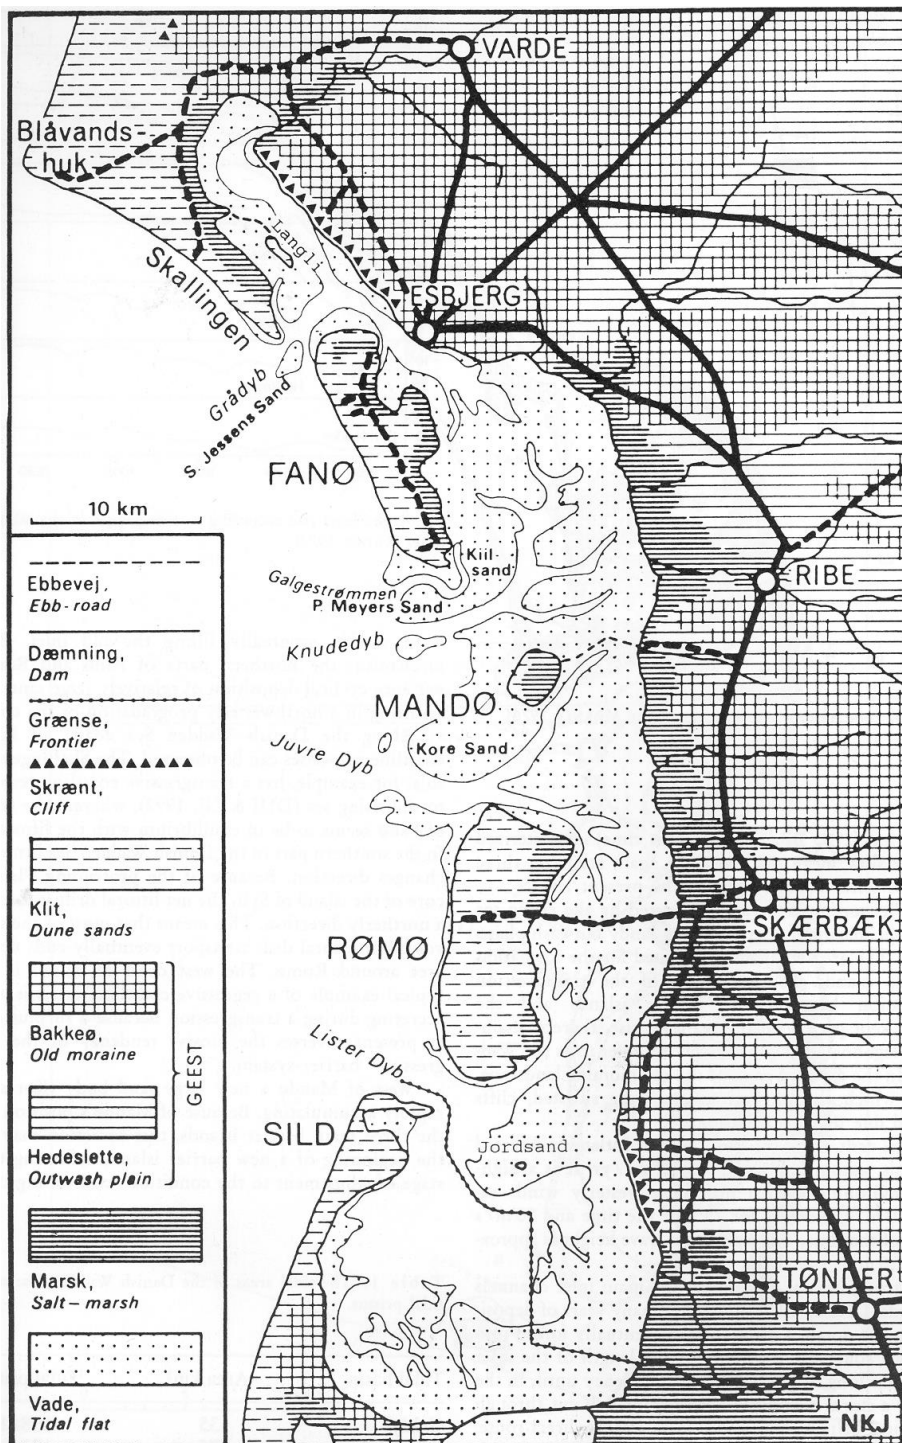 VARDE
Blåvands-
huk
Langli
Skallingen
ESBJERG
Grådyb
S. Jessens Sand
FANØ
10 km
Kiil-
sand
Galgestrømmen
P. Meyers Sand
RIBE
Knudedyb
MANDØ
Kore Sand
Juvre Dyb
SKÆRBÆK
RØMØ
Lister Dyb
SILD
Jordsand
TØNDER
NKJ
Ebbevej,
Ebb-road
Dæmning,
Dam
Grænse,
Frontier
Skrænt,
Cliff
Klit,
Dune sands
Bakkeø
Old moraine
GEEST
Hedeslette,
Outwash plain
Marsk,
Salt-marsh
Vade,
Tidal flat